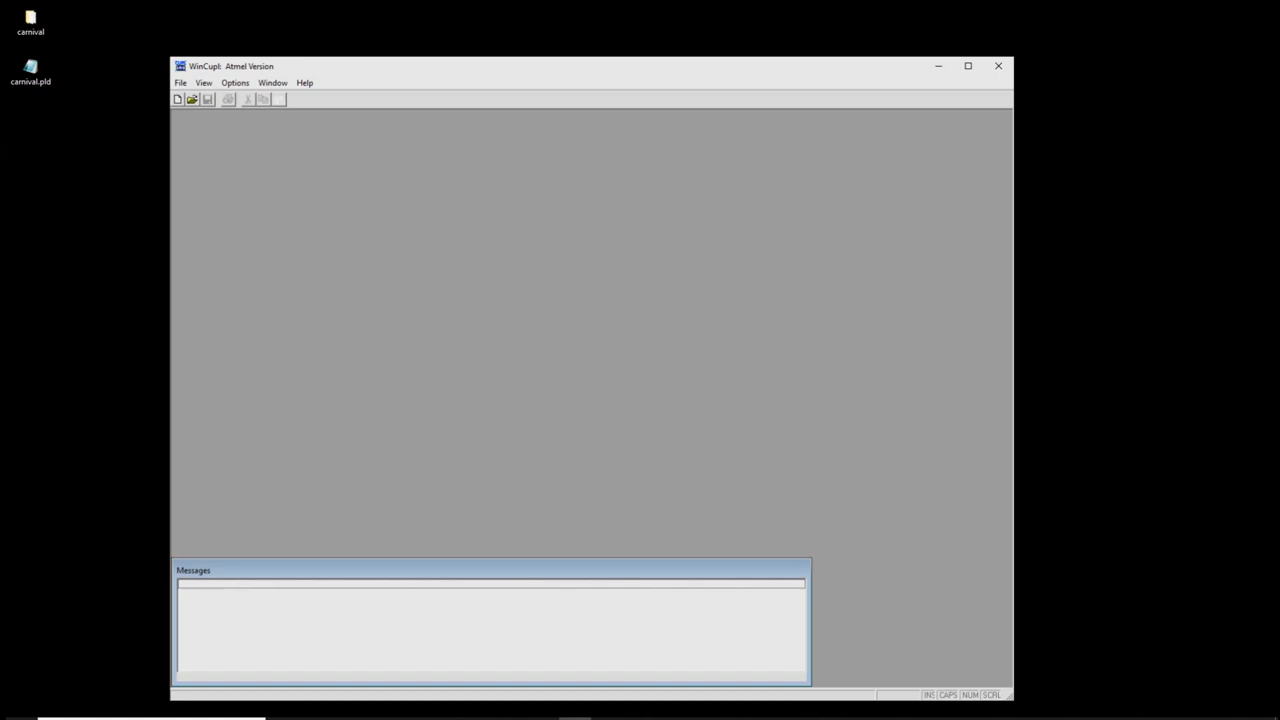 carnival
carnival.pld
WinCupl: Atmel Version
File View Options Window Help
Messages
INS CAPS NUM SCRL